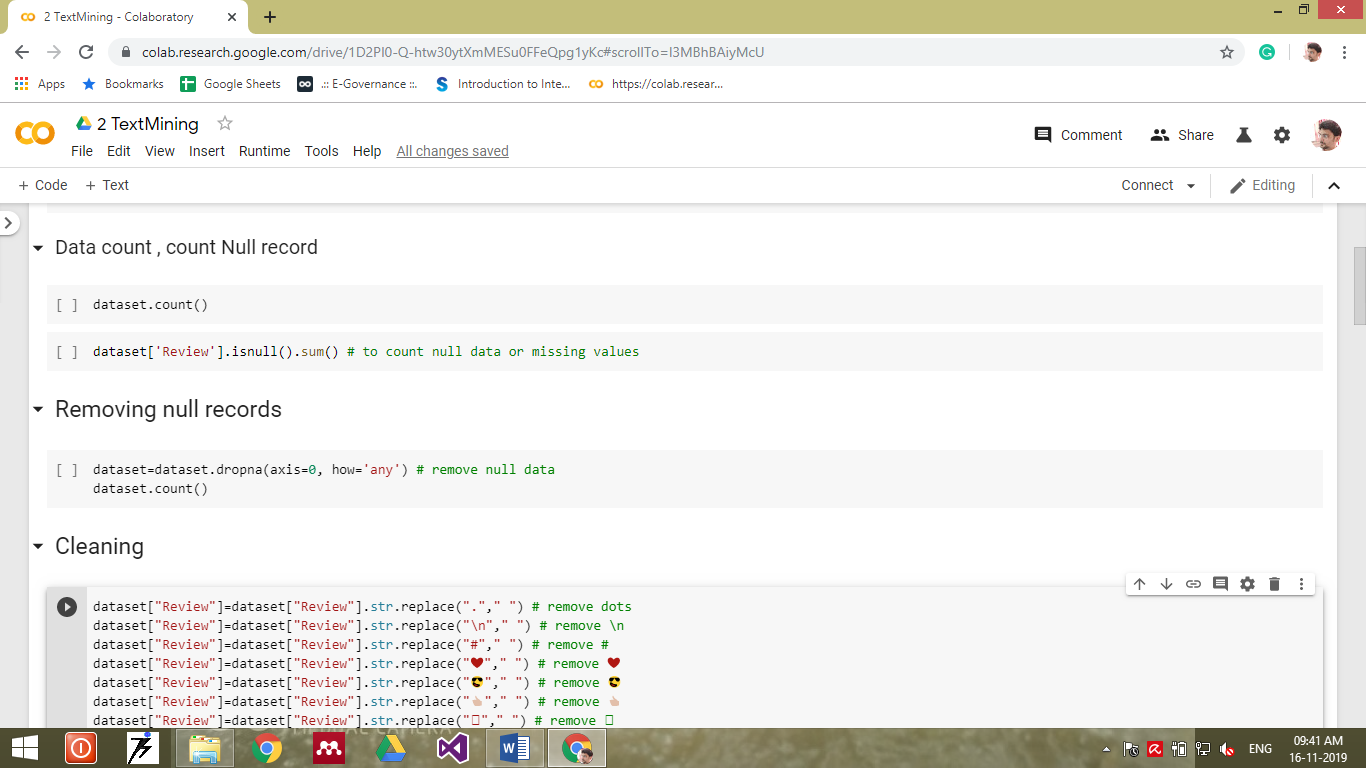 2 TextMining - Colaboratory
colab.research.google.com/drive/1D2PI0-Q-htw30ytXmMESu0FFeQpg1yKc#scrollTo=I3MBhBAiyMcU
Apps Bookmarks Google Sheets .:: E-Governance ::. Introduction to Inte... https://colab.resear...
2 TextMining
Comment Share
File Edit View Insert Runtime Tools Help All changes saved
+ Code + Text Connect Editing
Data count , count Null record
[ ] dataset.count()
[ ] dataset['Review'].isnull().sum() # to count null data or missing values
Removing null records
[ ] dataset=dataset.dropna(axis=0, how='any') # remove null data
dataset.count()
Cleaning
dataset["Review"]=dataset["Review"].str.replace("."," ") # remove dots
dataset["Review"]=dataset["Review"].str.replace("\n"," ") # remove \n
dataset["Review"]=dataset["Review"].str.replace("#"," ") # remove #
dataset["Review"]=dataset["Review"].str.replace("❤"," ") # remove ❤
dataset["Review"]=dataset["Review"].str.replace("😎"," ") # remove 😎
dataset["Review"]=dataset["Review"].str.replace("👆🏻"," ") # remove 👆🏻
dataset["Review"]=dataset["Review"].str.replace("▯"," ") # remove ▯
ENG
09:41 AM
16-11-2019